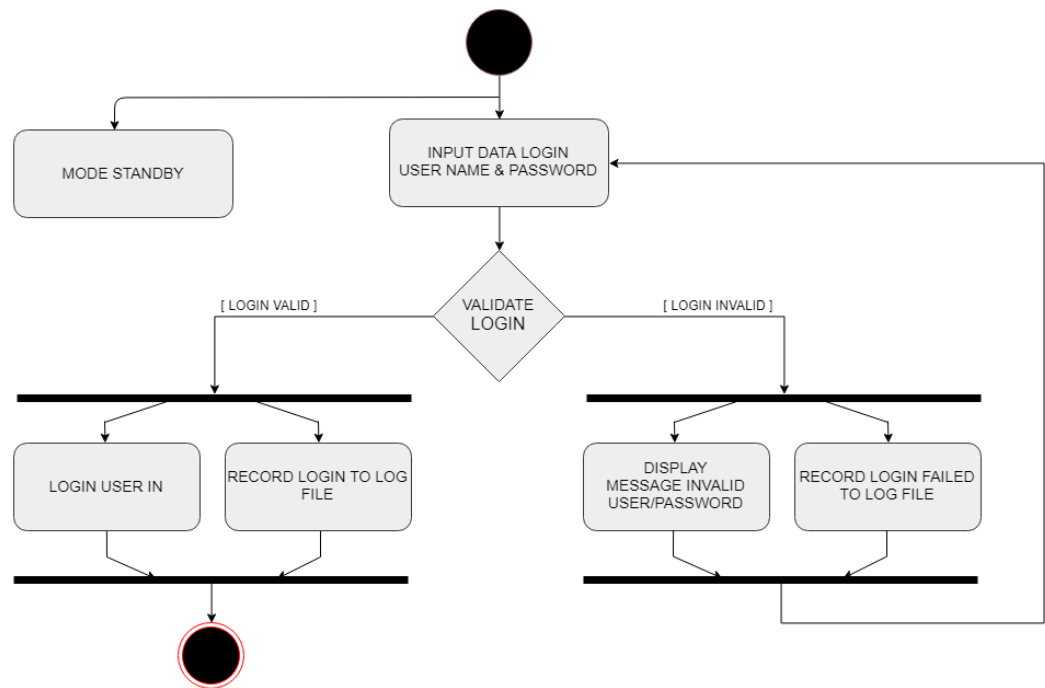 MODE STANDBY
INPUT DATA LOGIN
USER NAME & PASSWORD
VALIDATE
LOGIN
[ LOGIN VALID ]
[ LOGIN INVALID ]
LOGIN USER IN
RECORD LOGIN TO LOG
FILE
DISPLAY
MESSAGE INVALID
USER/PASSWORD
RECORD LOGIN FAILED
TO LOG FILE